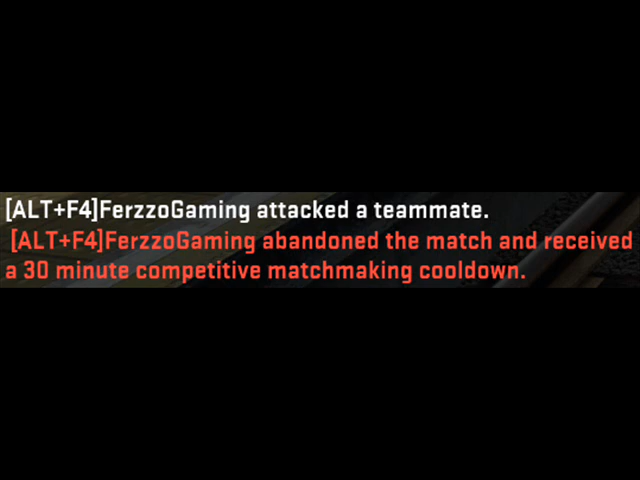 [ALT+F4]FerzzoGaming attacked a teammate.
[ALT+F4]FerzzoGaming abandoned the match and received
a 30 minute competitive matchmaking cooldown.